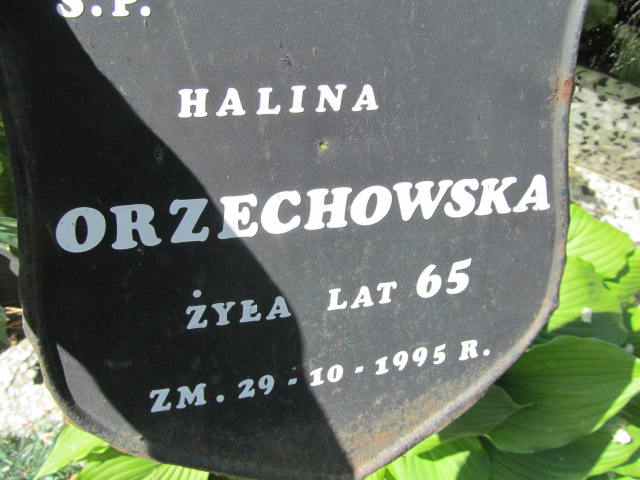 Ś.P.
HALINA
ORZECHOWSKA
ŻYŁA LAT 65
ZM. 29-10-1995 R.